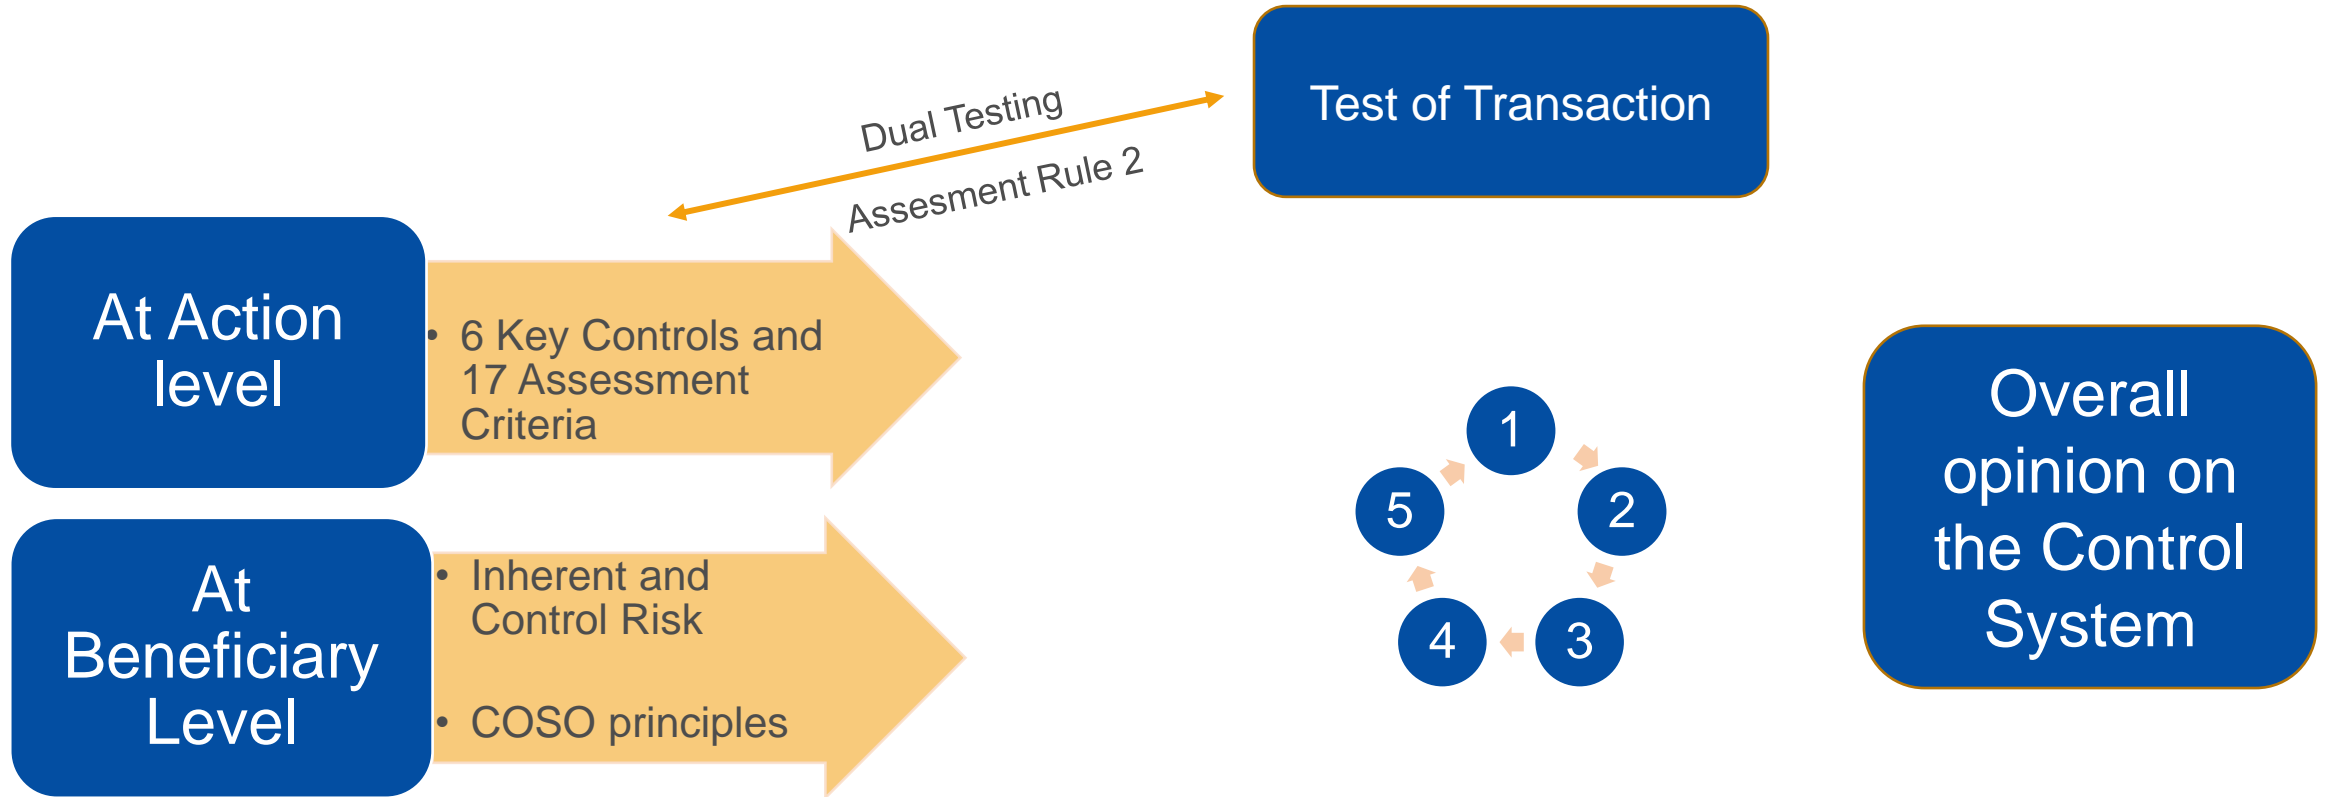 Test of Transaction
Dual Testing
Assesment Rule 2
At Action
level
• 6 Key Controls and
17 Assessment
Criteria
At
Beneficiary
Level
• Inherent and
Control Risk
• COSO principles
1
2
3
4
5
Overall
opinion on
the Control
System